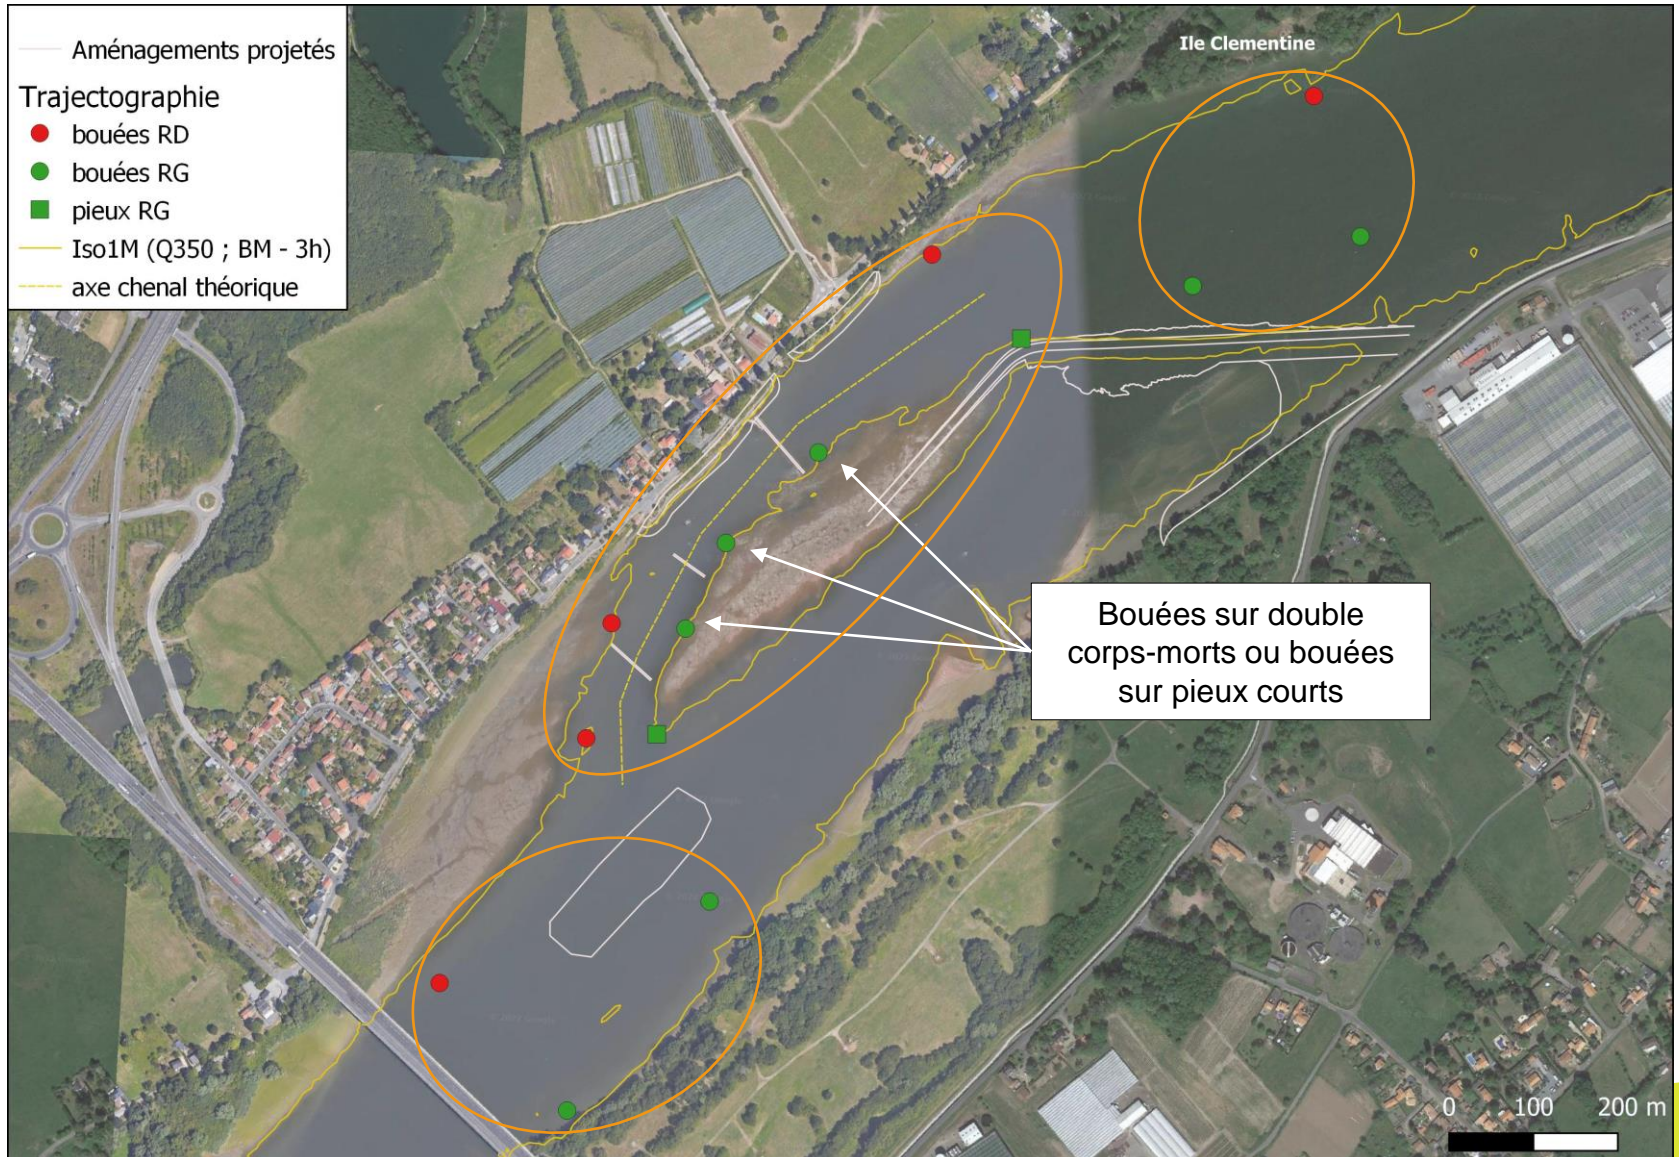 Aménagements projetés
Trajectographie
bouées RD
bouées RG
pieux RG
Iso1M (Q350 ; BM - 3h)
axe chenal théorique
Ile Clementine
Bouées sur double
corps-morts ou bouées
sur pieux courts
0 100 200 m